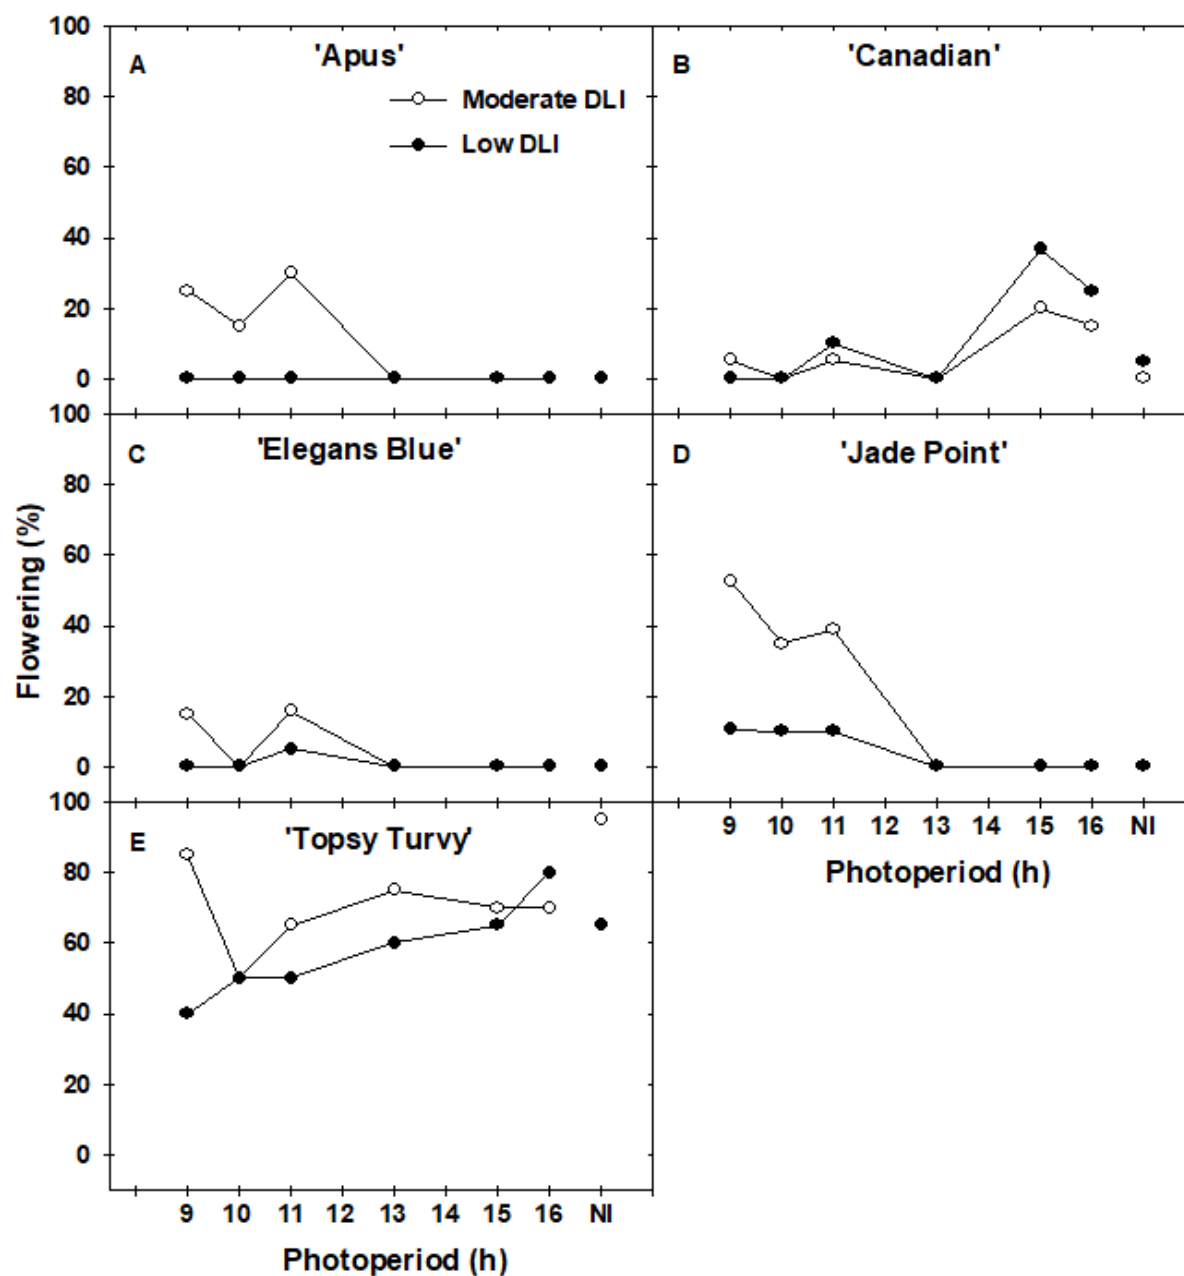 100
80
60
40
20
0
A
'Apus'
Moderate DLI
Low DLI
B
'Canadian'
100
80
60
40
20
0
C
'Elegans Blue'
D
'Jade Point'
Flowering (%)
100
80
60
40
20
0
E
'Topsy Turvy'
9 10 11 12 13 14 15 16 NI
Photoperiod (h)
9 10 11 12 13 14 15 16 NI
Photoperiod (h)